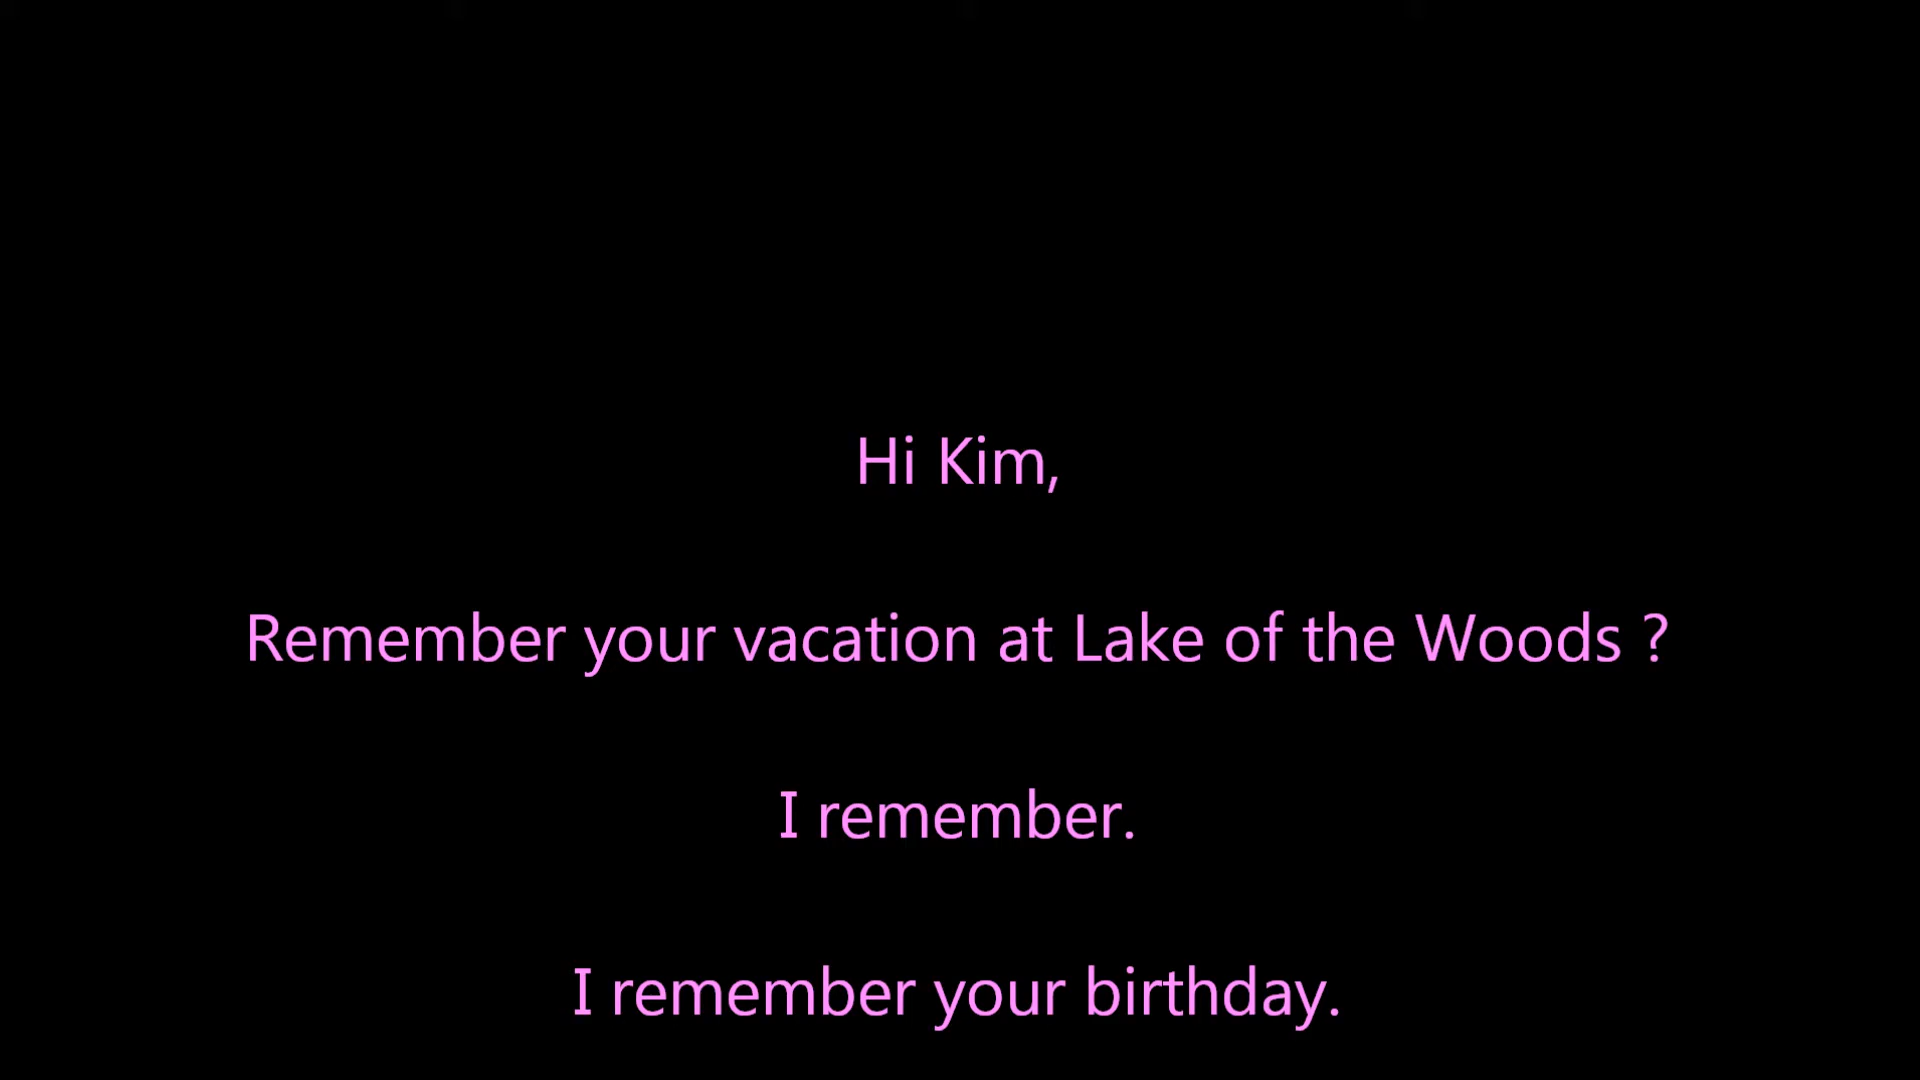 Hi Kim,
Remember your vacation at Lake of the Woods ?
I remember.
I remember your birthday.